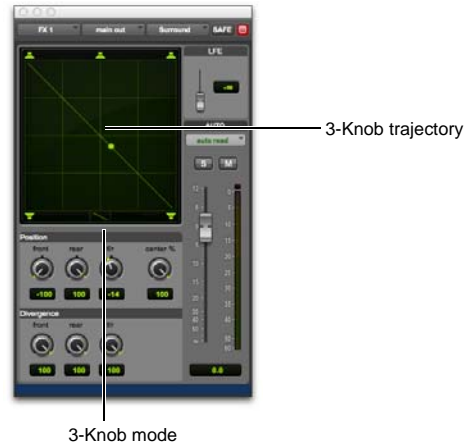 FX 1 main out Surround SAFE
LFE
AUTO
auto read
S M
Position
front rear f/r center %
-100 100 -14 100
Divergence
front rear f/r
100 100 100
0.0
3-Knob trajectory
3-Knob mode